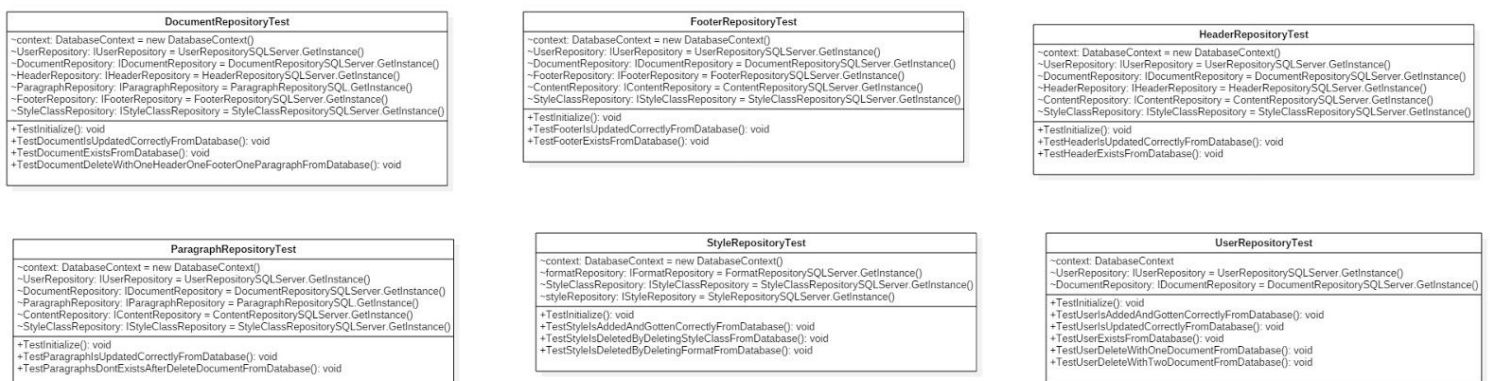 DocumentRepositoryTest
~context: DatabaseContext = new DatabaseContext()
~UserRepository: IUserRepository = UserRepositorySQLServer.GetInstance()
~DocumentRepository: IDocumentRepository = DocumentRepositorySQLServer.GetInstance()
~HeaderRepository: IHeaderRepository = HeaderRepositorySQLServer.GetInstance()
~ParagraphRepository: IParagraphRepository = ParagraphRepositorySQL.GetInstance()
~FooterRepository: IFooterRepository = FooterRepositorySQLServer.GetInstance()
~StyleClassRepository: IStyleClassRepository = StyleClassRepositorySQLServer.GetInstance()
+TestInitialize(): void
+TestDocumentIsUpdatedCorrectlyFromDatabase(): void
+TestDocumentExistsFromDatabase(): void
+TestDocumentDeleteWithOneHeaderOneFooterOneParagraphFromDatabase(): void
FooterRepositoryTest
~context: DatabaseContext = new DatabaseContext()
~UserRepository: IUserRepository = UserRepositorySQLServer.GetInstance()
~DocumentRepository: IDocumentRepository = DocumentRepositorySQLServer.GetInstance()
~FooterRepository: IFooterRepository = FooterRepositorySQLServer.GetInstance()
~ContentRepository: IContentRepository = ContentRepositorySQLServer.GetInstance()
~StyleClassRepository: IStyleClassRepository = StyleClassRepositorySQLServer.GetInstance()
+TestInitialize(): void
+TestFooterIsUpdatedCorrectlyFromDatabase(): void
+TestFooterExistsFromDatabase(): void
HeaderRepositoryTest
~context: DatabaseContext = new DatabaseContext()
~UserRepository: IUserRepository = UserRepositorySQLServer.GetInstance()
~DocumentRepository: IDocumentRepository = DocumentRepositorySQLServer.GetInstance()
~HeaderRepository: IHeaderRepository = HeaderRepositorySQLServer.GetInstance()
~ContentRepository: IContentRepository = ContentRepositorySQLServer.GetInstance()
~StyleClassRepository: IStyleClassRepository = StyleClassRepositorySQLServer.GetInstance()
+TestInitialize(): void
+TestHeaderIsUpdatedCorrectlyFromDatabase(): void
+TestHeaderExistsFromDatabase(): void
ParagraphRepositoryTest
~context: DatabaseContext = new DatabaseContext()
~UserRepository: IUserRepository = UserRepositorySQLServer.GetInstance()
~DocumentRepository: IDocumentRepository = DocumentRepositorySQLServer.GetInstance()
~ParagraphRepository: IParagraphRepository = ParagraphRepositorySQL.GetInstance()
~ContentRepository: IContentRepository = ContentRepositorySQLServer.GetInstance()
~StyleClassRepository: IStyleClassRepository = StyleClassRepositorySQLServer.GetInstance()
+TestInitialize(): void
+TestParagraphIsUpdatedCorrectlyFromDatabase(): void
+TestParagraphsDontExistsAfterDeleteDocumentFromDatabase(): void
StyleRepositoryTest
~context: DatabaseContext = new DatabaseContext()
~formatRepository: IFormatRepository = FormatRepositorySQLServer.GetInstance()
~StyleClassRepository: IStyleClassRepository = StyleClassRepositorySQLServer.GetInstance()
~styleRepository: IStyleRepository = StyleRepositorySQLServer.GetInstance()
+TestInitialize(): void
+TestStyleIsAddedAndGottenCorrectlyFromDatabase(): void
+TestStyleIsDeletedByDeletingStyleClassFromDatabase(): void
+TestStyleIsDeletedByDeletingFormatFromDatabase(): void
UserRepositoryTest
~context: DatabaseContext
~UserRepository: IUserRepository = UserRepositorySQLServer.GetInstance()
~DocumentRepository: IDocumentRepository = DocumentRepositorySQLServer.GetInstance()
+TestInitialize(): void
+TestUserIsAddedAndGottenCorrectlyFromDatabase(): void
+TestUserIsUpdatedCorrectlyFromDatabase(): void
+TestUserExistsFromDatabase(): void
+TestUserDeleteWithOneDocumentFromDatabase(): void
+TestUserDeleteWithTwoDocumentFromDatabase(): void